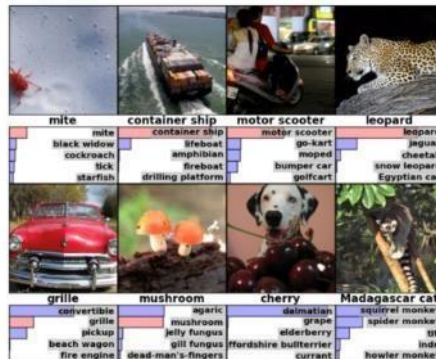 mite
container ship
motor scooter
leopard
mite
black widow
cockroach
tick
starfish
container ship
lifeboat
amphibian
fireboat
drilling platform
motor scooter
go-kart
moped
bumper car
golfcart
leopard
jaguar
cheetah
snow leopard
Egyptian cat
grille
mushroom
cherry
Madagascar cat
convertible
grille
pickup
beach wagon
fire engine
agaric
mushroom
jelly fungus
gill fungus
dead-man's-fingers
dalmatian
grape
elderberry
ffordshire bullterrier
currant
squirrel monkey
spider monkey
howler monkey